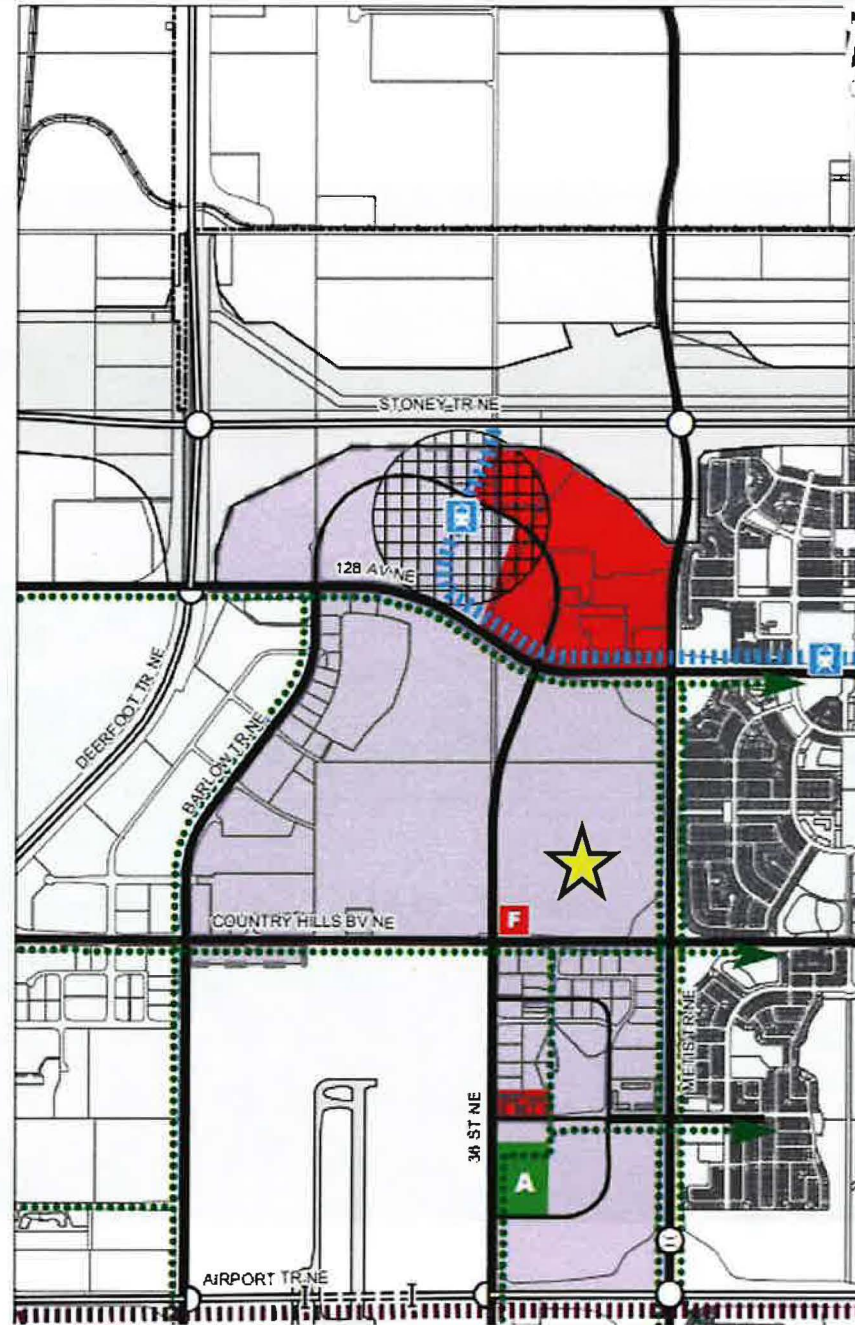 STONEY TR NE
128 AV NE
DEERFOOT TR NE
BARLOW TR NE
F
COUNTRY HILLS BV NE
METIS TR NE
36 ST NE
A
AIRPORT TR NE